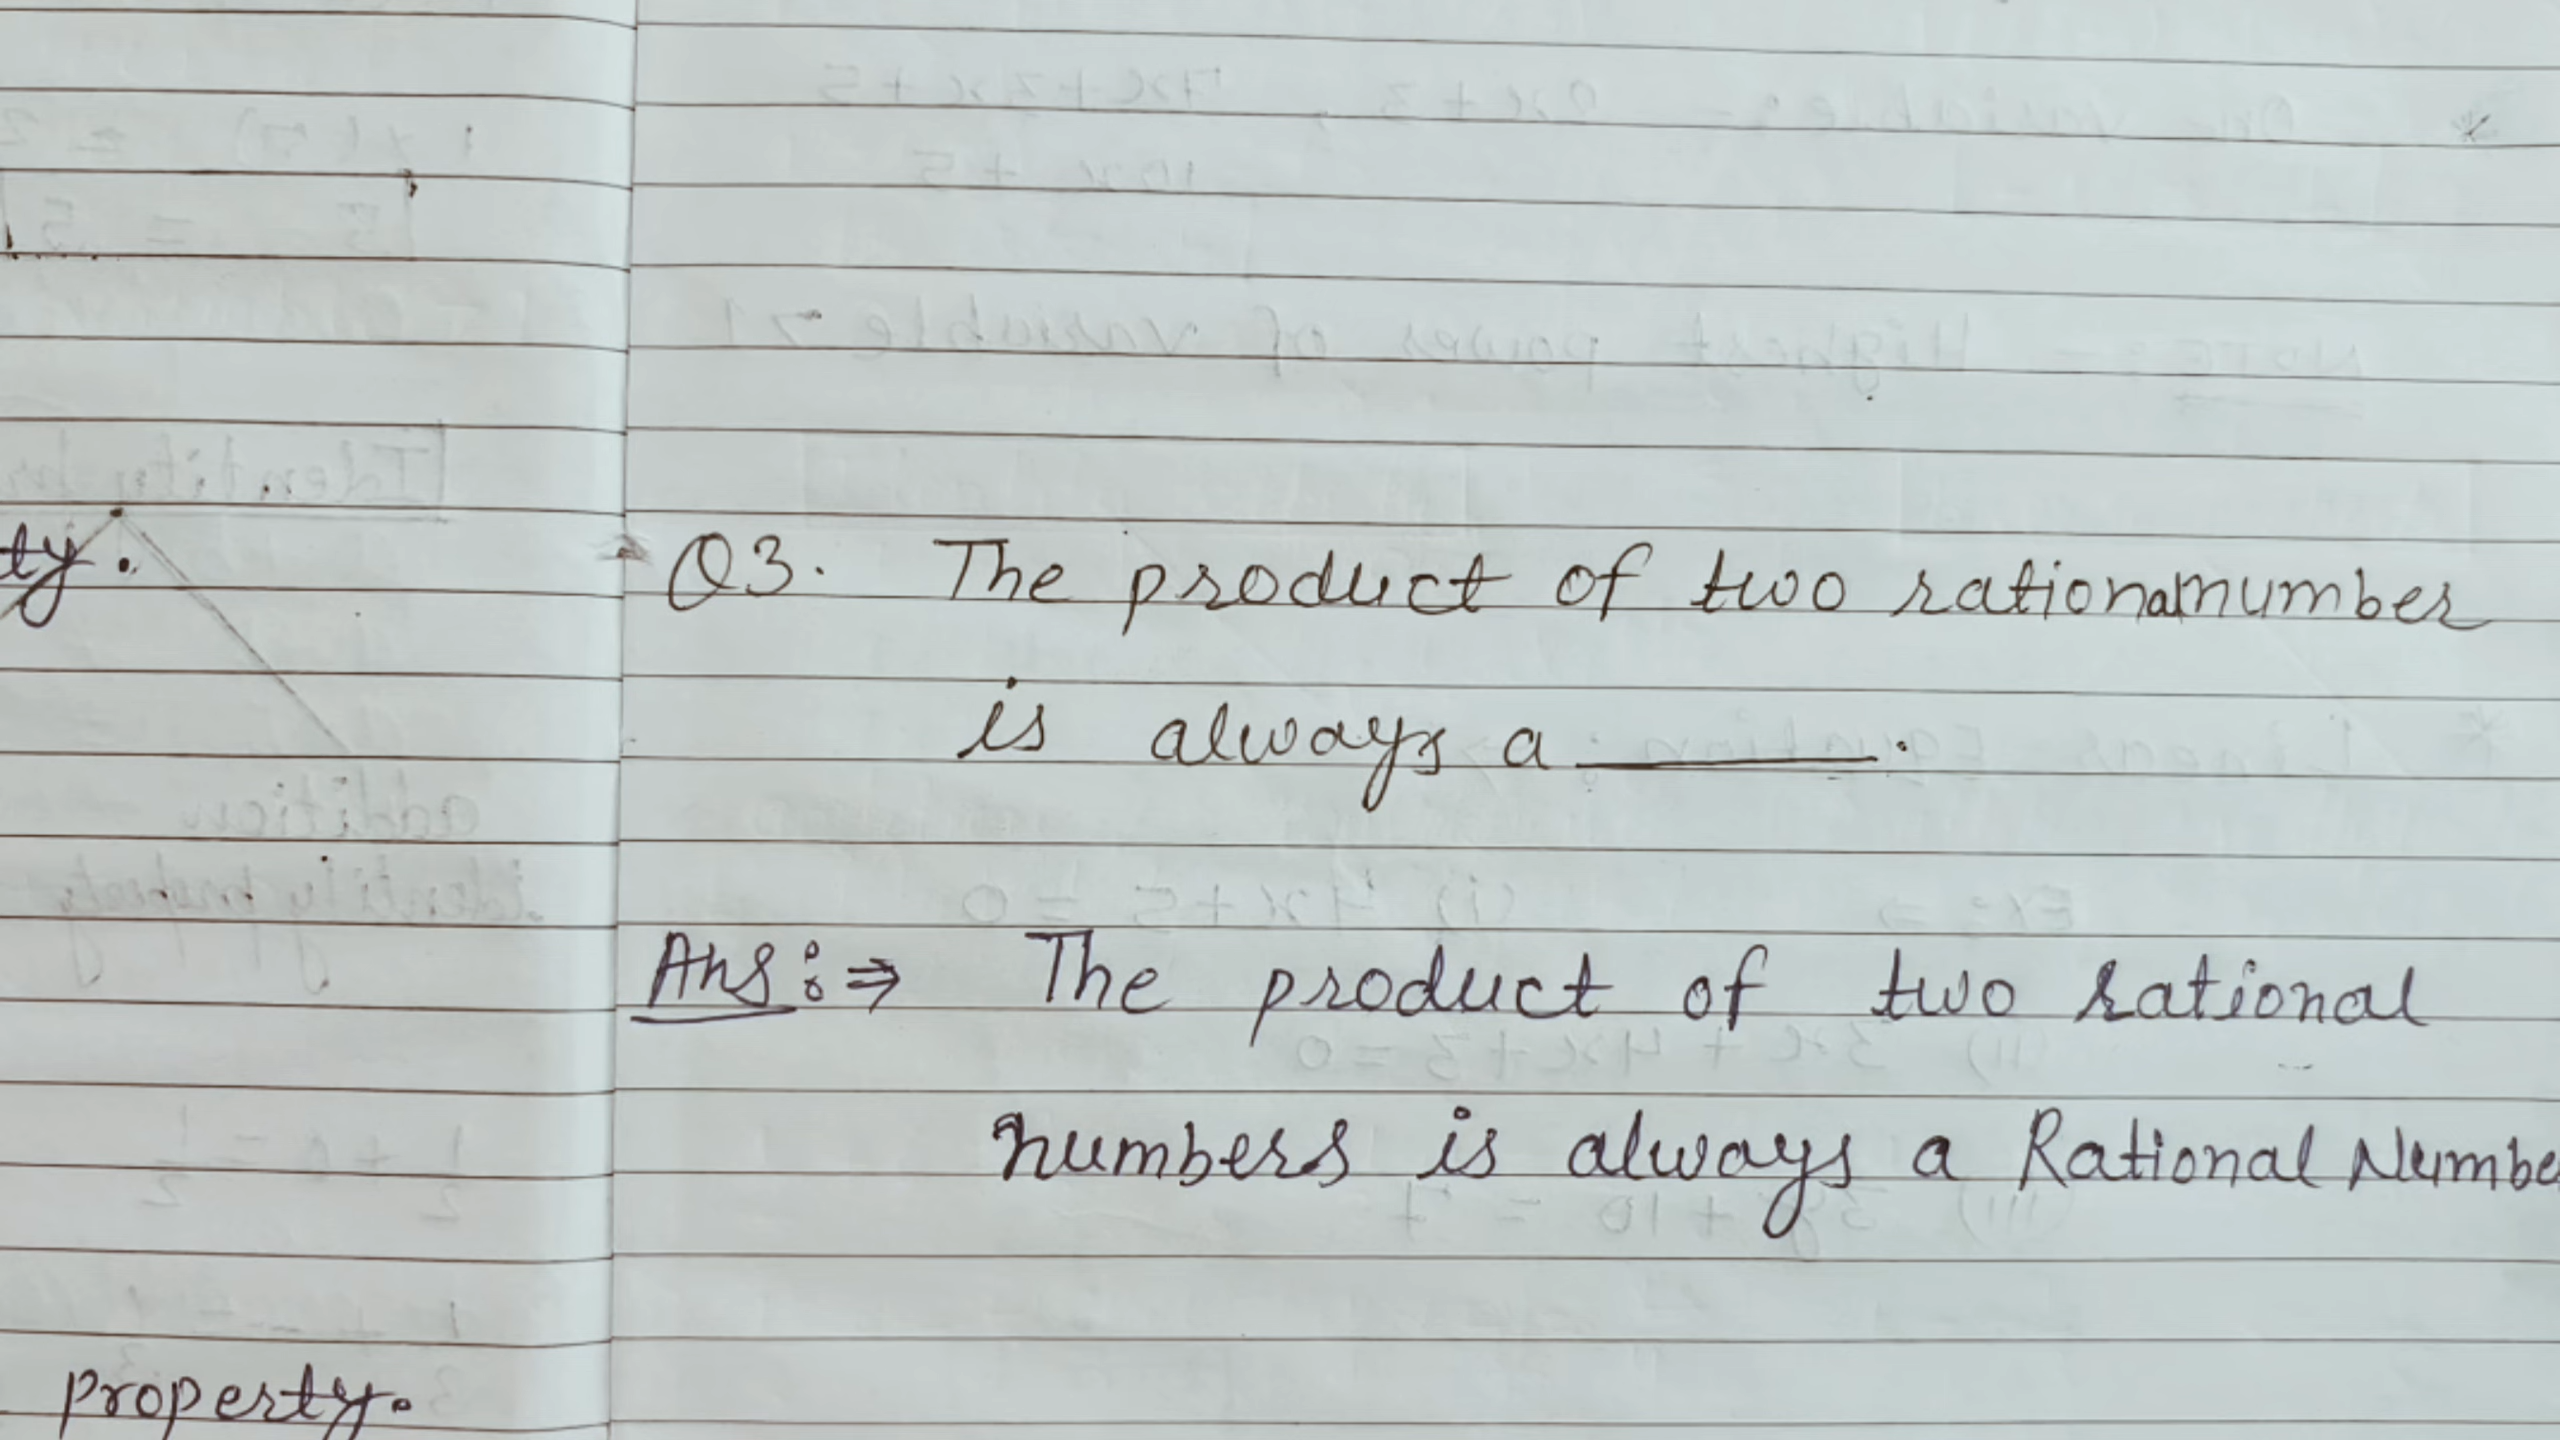 ty.
Q3. The product of two rationalnumber
is always a ______.
Ans:⇒ The product of two rational
numbers is always a Rational Numbe
property.